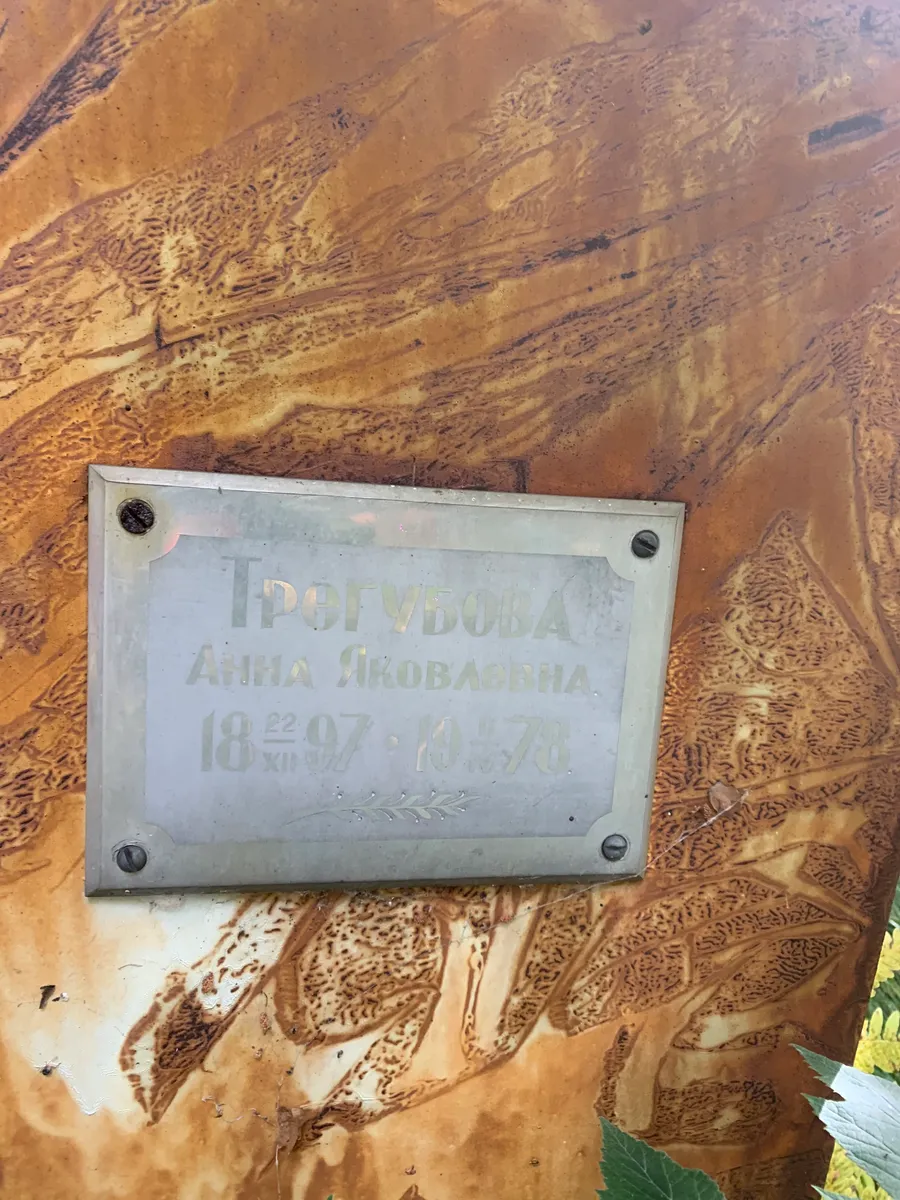 Трегубова
Анна Яковлевна
18 22/XII 97 · 19 78